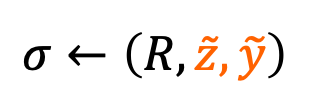 σ ← (R, z̃, ỹ)